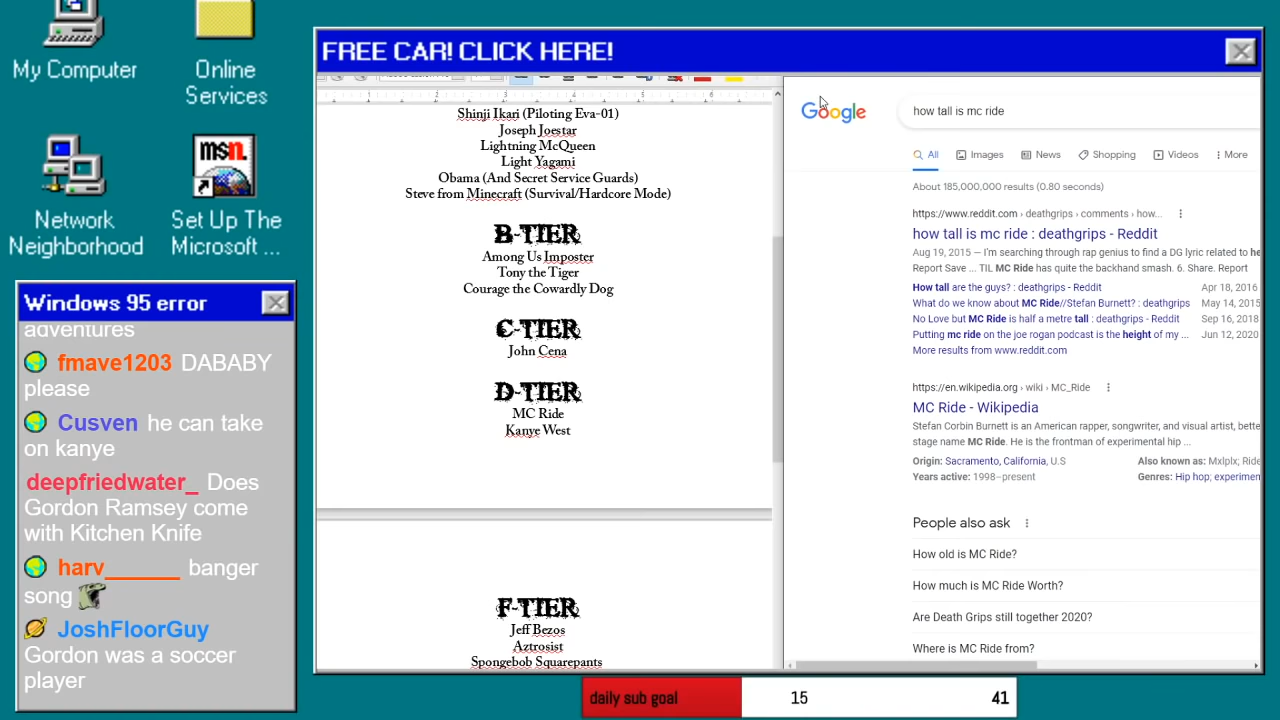 My Computer
Online
Services
Network
Neighborhood
msn.
Set Up The
Microsoft ...
Windows 95 error
adventures
fmave1203 DABABY
please
Cusven he can take
on kanye
deepfriedwater_ Does
Gordon Ramsey come
with Kitchen Knife
harv______ banger
song
JoshFloorGuy
Gordon was a soccer
player
FREE CAR! CLICK HERE!
1 2 3 4 5 6
Shinji Ikari (Piloting Eva-01)
Joseph Joestar
Lightning McQueen
Light Yagami
Obama (And Secret Service Guards)
Steve from Minecraft (Survival/Hardcore Mode)
B-TIER
Among Us Imposter
Tony the Tiger
Courage the Cowardly Dog
C-TIER
John Cena
D-TIER
MC Ride
Kanye West
F-TIER
Jeff Bezos
Aztrosist
Spongebob Squarepants
Google
how tall is mc ride
All Images News Shopping Videos More
About 185,000,000 results (0.80 seconds)
https://www.reddit.com › deathgrips › comments › how...
how tall is mc ride : deathgrips - Reddit
Aug 19, 2015 — I'm searching through rap genius to find a DG lyric related to he
Report Save ... TIL MC Ride has quite the backhand smash. 6. Share. Report
How tall are the guys? : deathgrips - Reddit Apr 18, 2016
What do we know about MC Ride//Stefan Burnett? : deathgrips May 14, 2015
No Love but MC Ride is half a metre tall : deathgrips - Reddit Sep 16, 2018
Putting mc ride on the joe rogan podcast is the height of my ... Jun 12, 2020
More results from www.reddit.com
https://en.wikipedia.org › wiki › MC_Ride
MC Ride - Wikipedia
Stefan Corbin Burnett is an American rapper, songwriter, and visual artist, bette
stage name MC Ride. He is the frontman of experimental hip ...
Origin: Sacramento, California, U.S Also known as: Mxlplx; Ride
Years active: 1998–present Genres: Hip hop; experimen
People also ask
How old is MC Ride?
How much is MC Ride Worth?
Are Death Grips still together 2020?
Where is MC Ride from?
daily sub goal 15 41